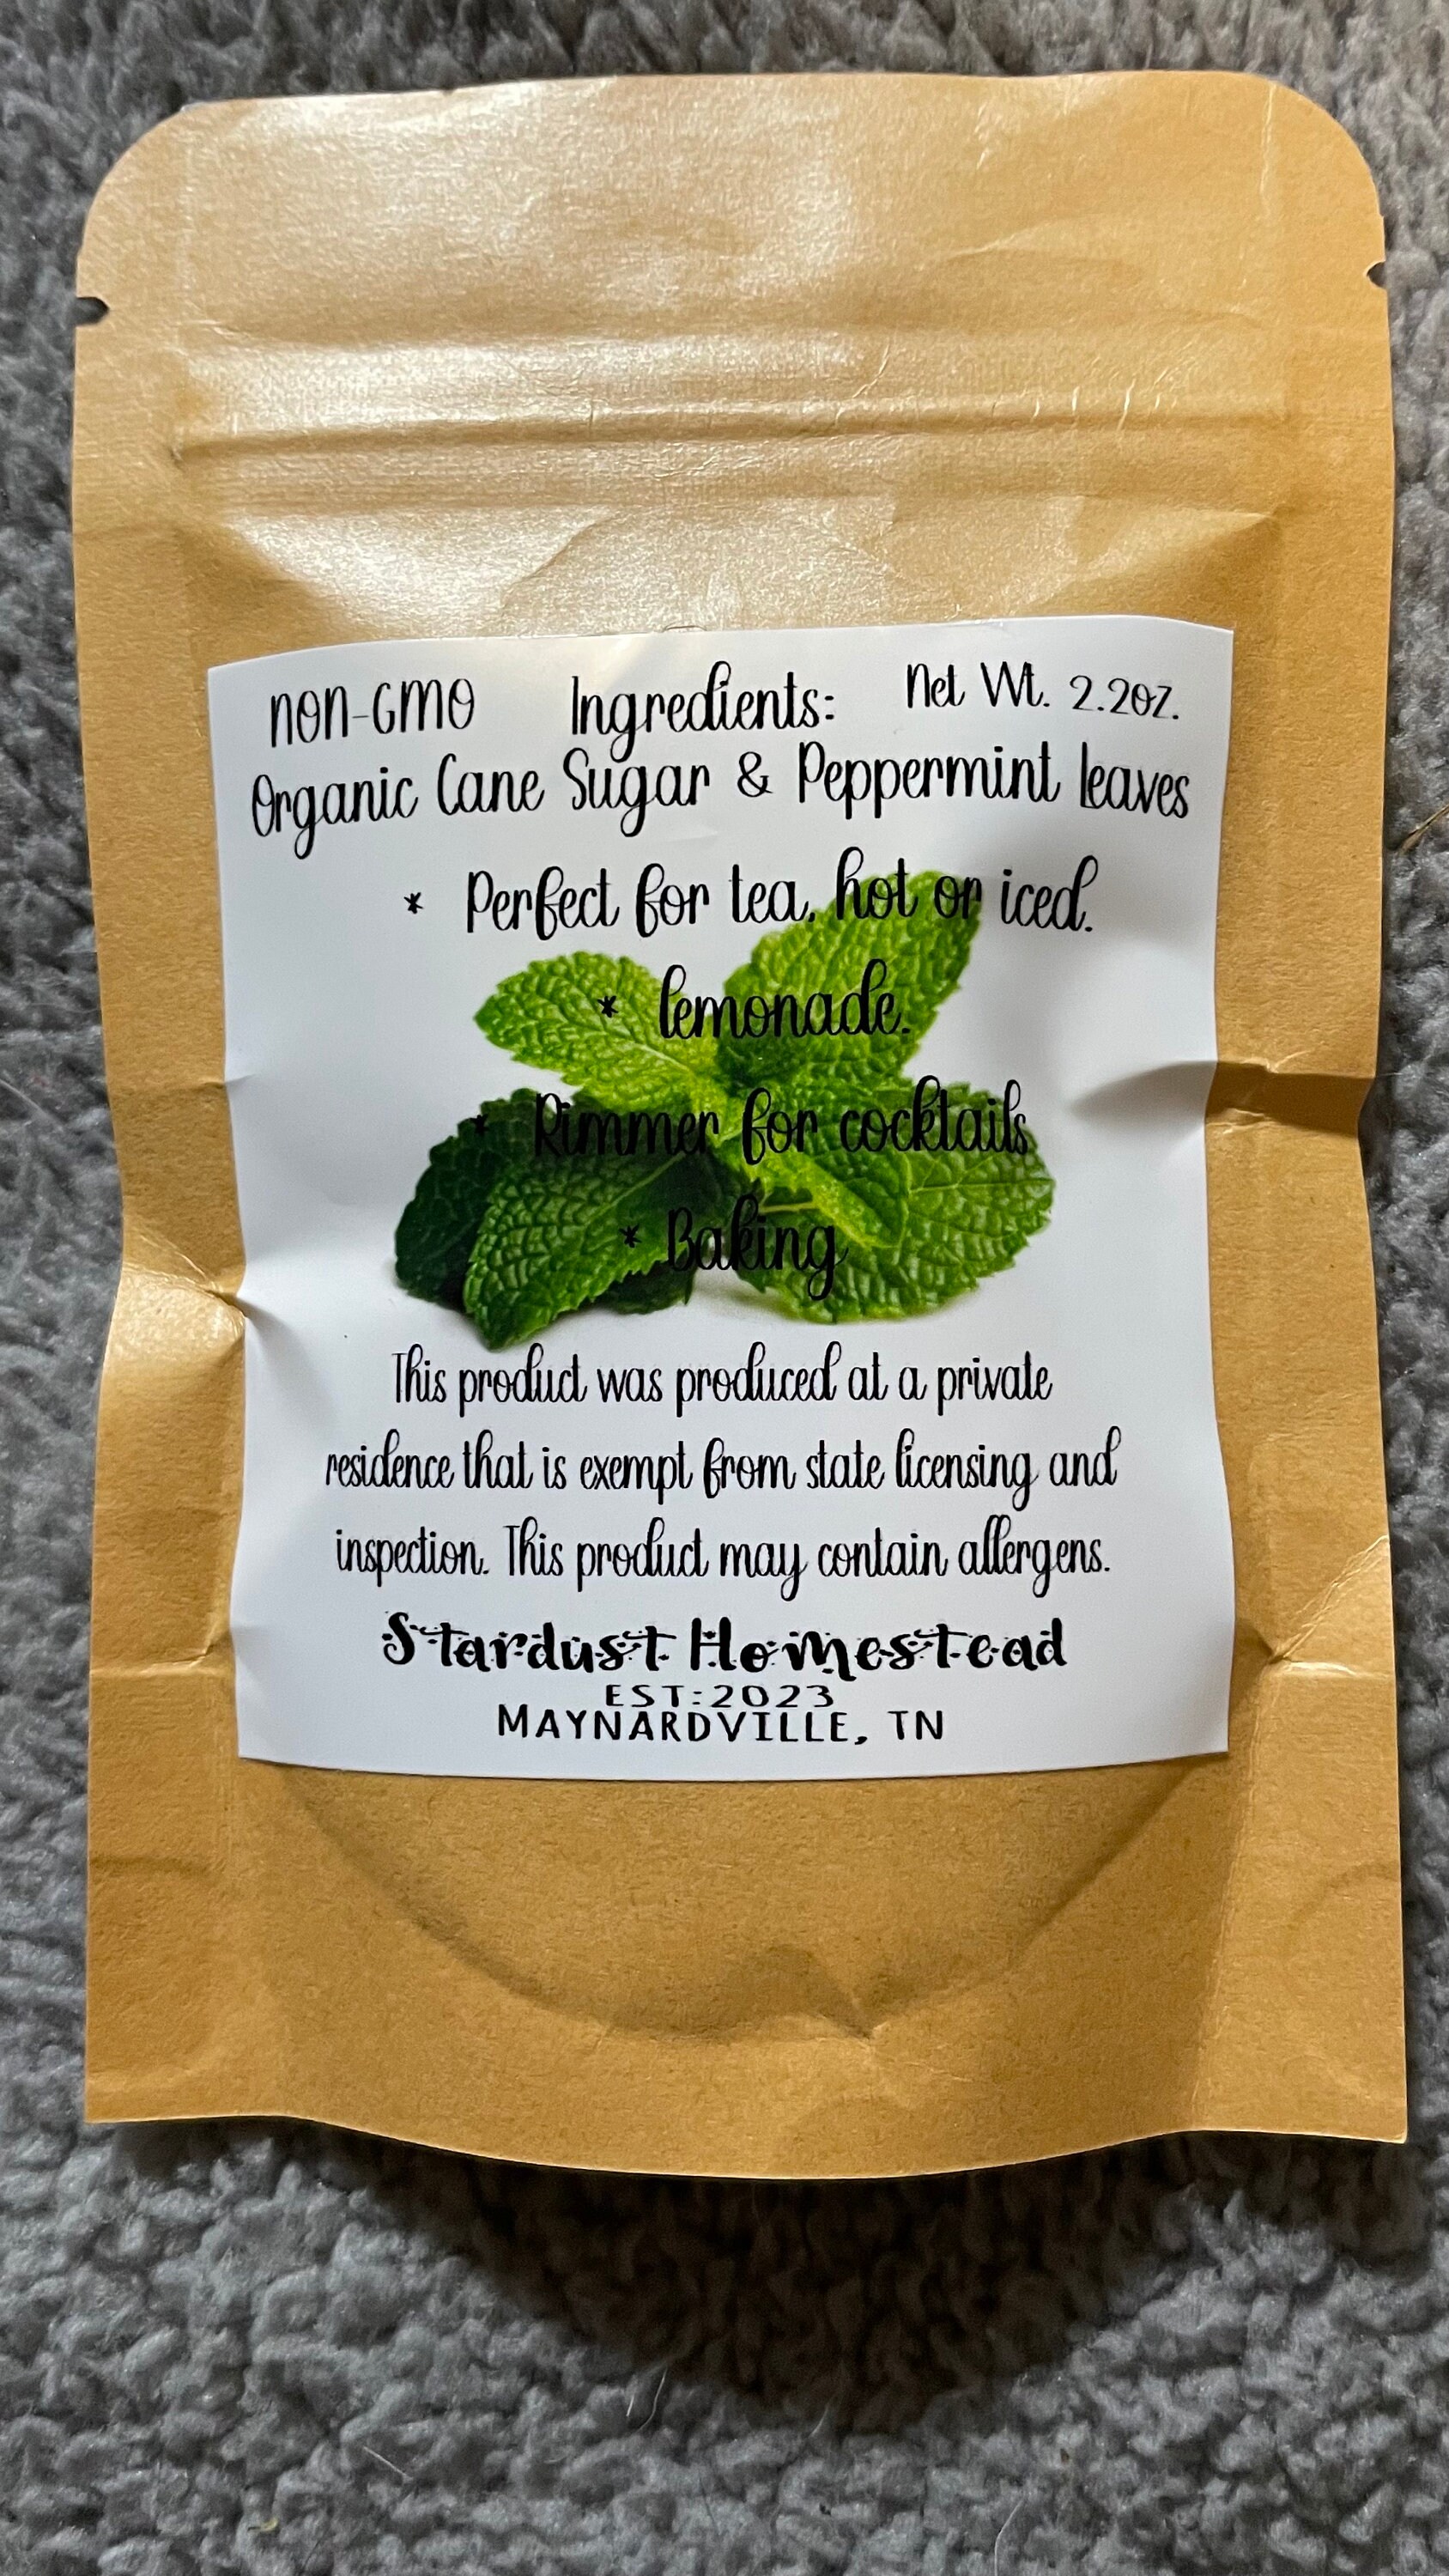 non-GMO Ingredients: Net Wt. 2.2oz.
Organic Cane Sugar & Peppermint leaves
* Perfect for tea, hot or iced.
* lemonade.
* Rimmer for cocktails
* Baking
This product was produced at a private
residence that is exempt from state licensing and
inspection. This product may contain allergens.
Stardust Homestead
EST:2023
MAYNARDVILLE, TN